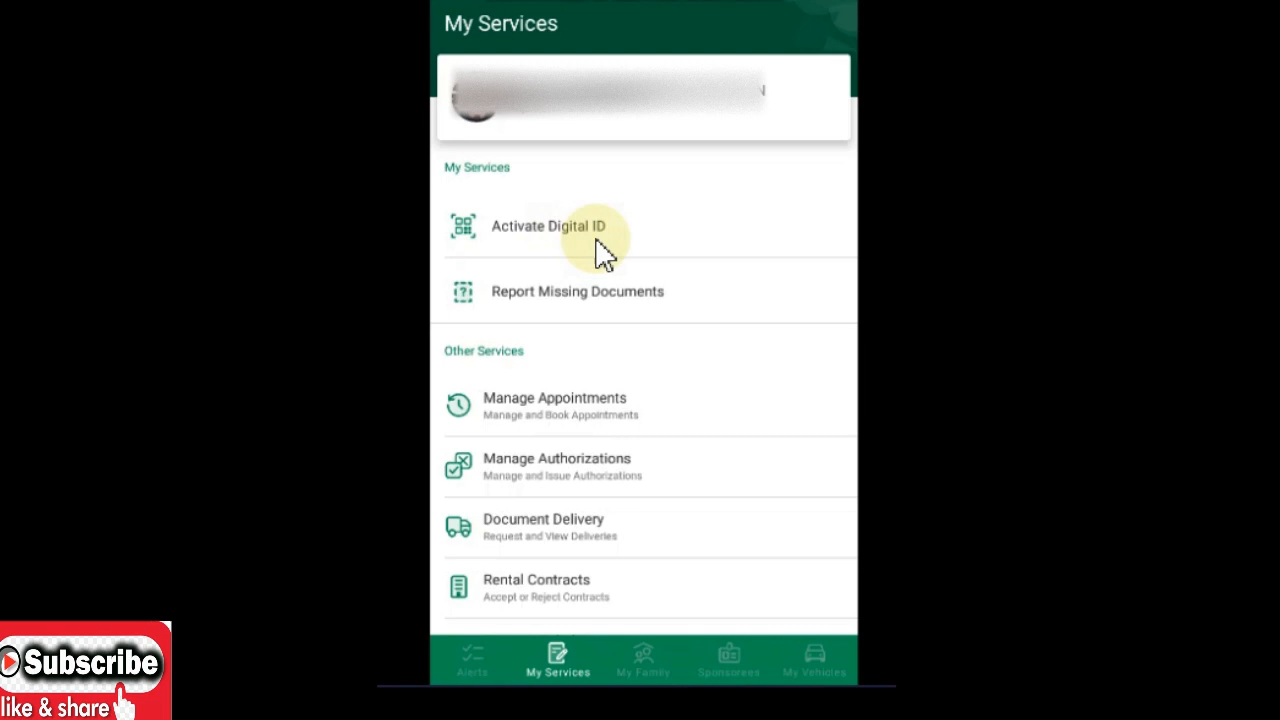 My Services
My Services
Activate Digital ID
Report Missing Documents
Other Services
Manage Appointments
Manage and Book Appointments
Manage Authorizations
Manage and Issue Authorizations
Document Delivery
Request and View Deliveries
Rental Contracts
Accept or Reject Contracts
Alerts
My Services
My Family
Sponsorees
My Vehicles
Subscribe
like & share